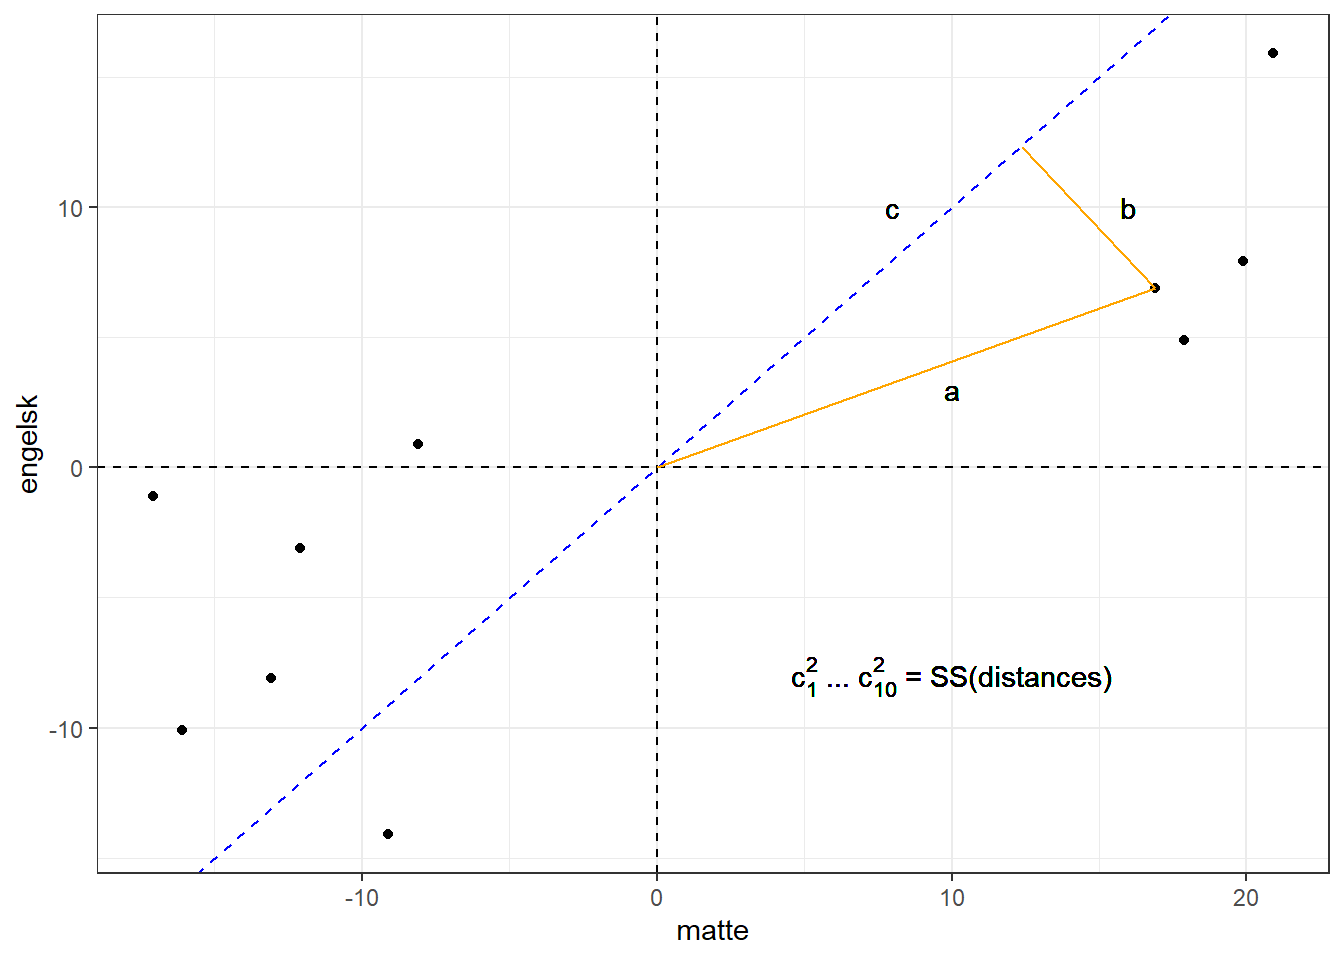 10
0
-10
engelsk
c
b
a
c₁² ... c₁₀² = SS(distances)
-10 0 10 20
matte